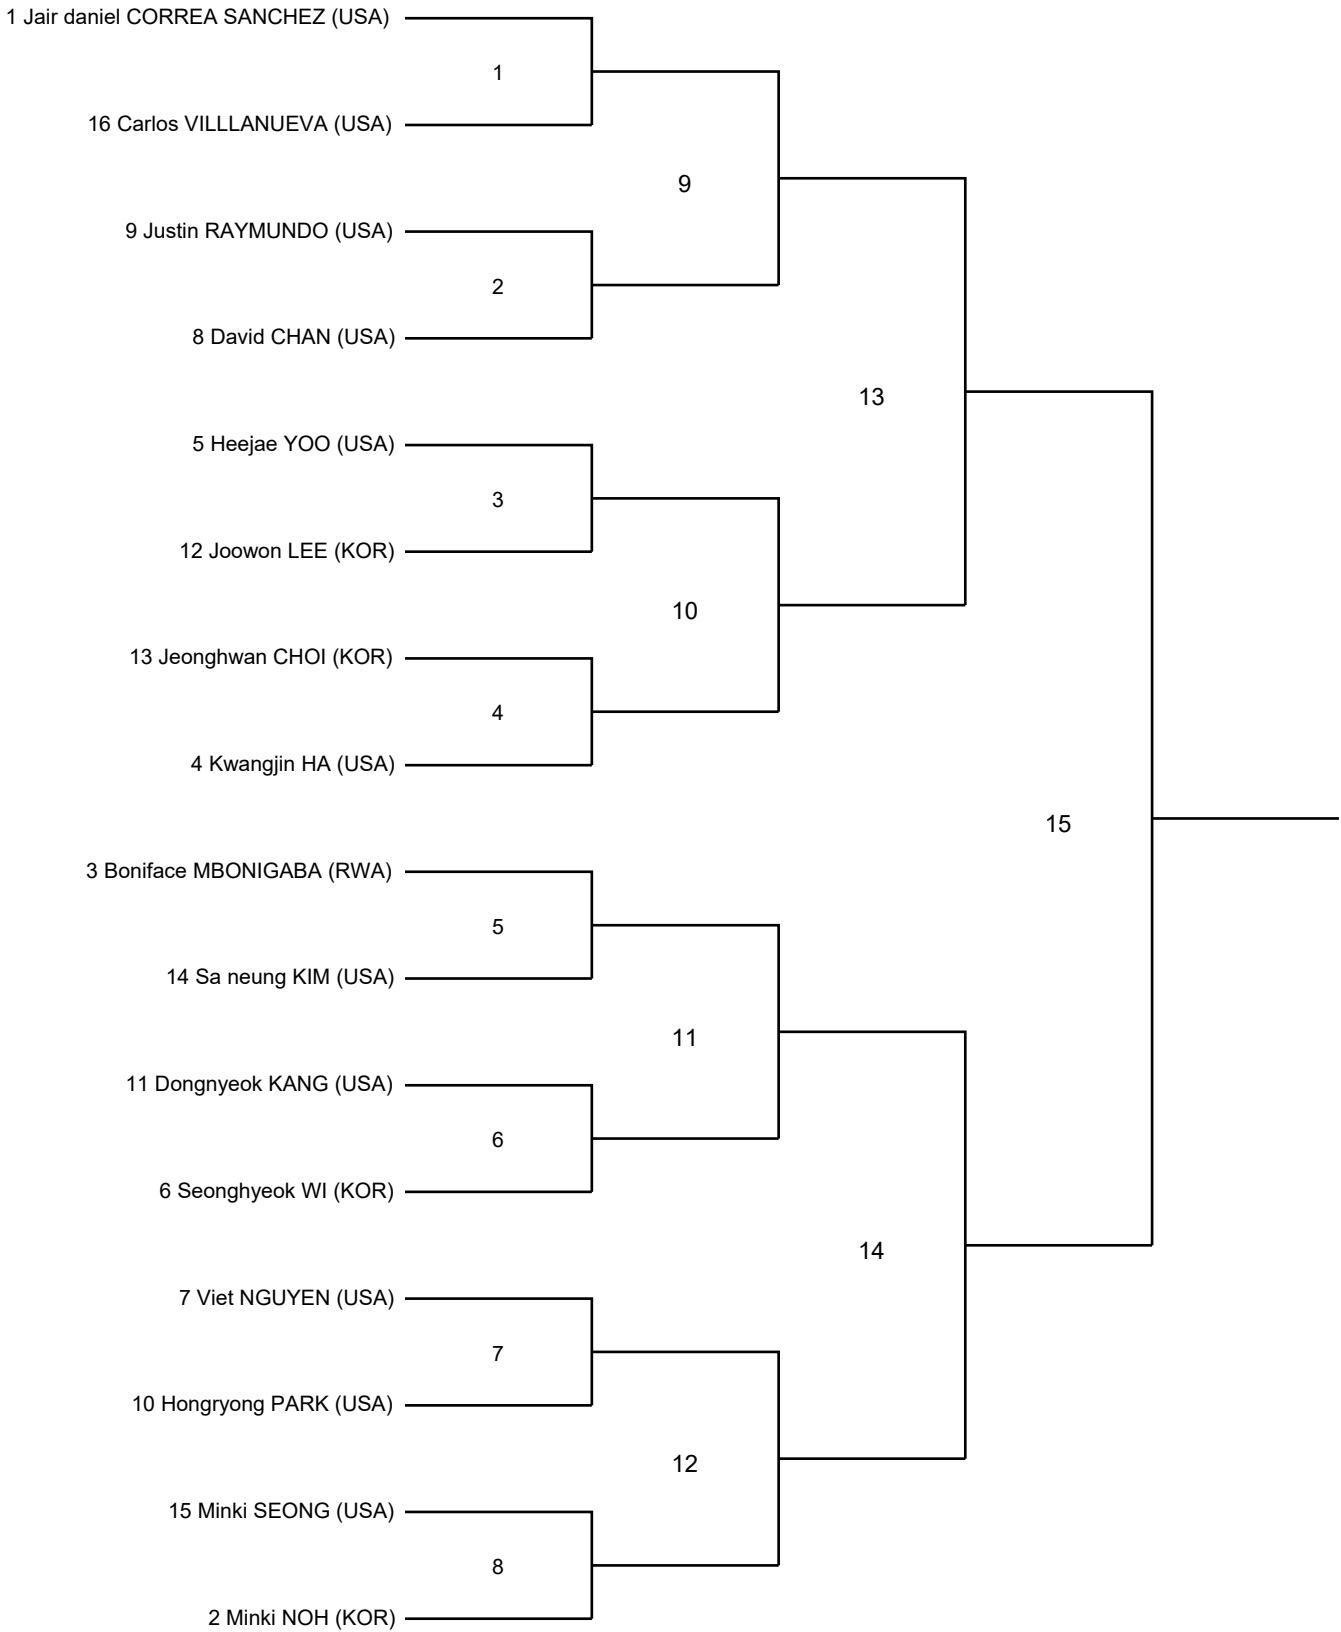 1 Jair daniel CORREA SANCHEZ (USA)
1
16 Carlos VILLLANUEVA (USA)
9
9 Justin RAYMUNDO (USA)
2
8 David CHAN (USA)
13
5 Heejae YOO (USA)
3
12 Joowon LEE (KOR)
10
13 Jeonghwan CHOI (KOR)
4
4 Kwangjin HA (USA)
15
3 Boniface MBONIGABA (RWA)
5
14 Sa neung KIM (USA)
11
11 Dongnyeok KANG (USA)
6
6 Seonghyeok WI (KOR)
14
7 Viet NGUYEN (USA)
7
10 Hongryong PARK (USA)
12
15 Minki SEONG (USA)
8
2 Minki NOH (KOR)